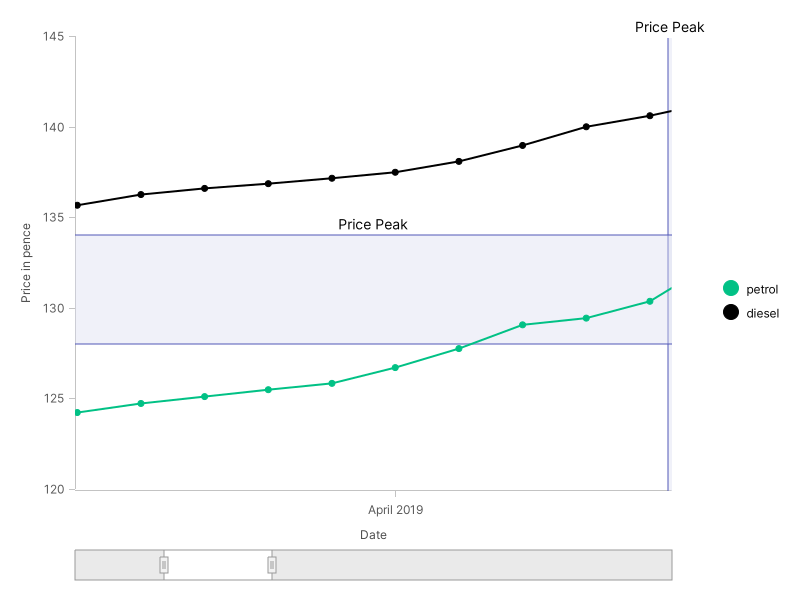 Price Peak
145
140
135
130
125
120
Price in pence
Price Peak
petrol
diesel
April 2019
Date